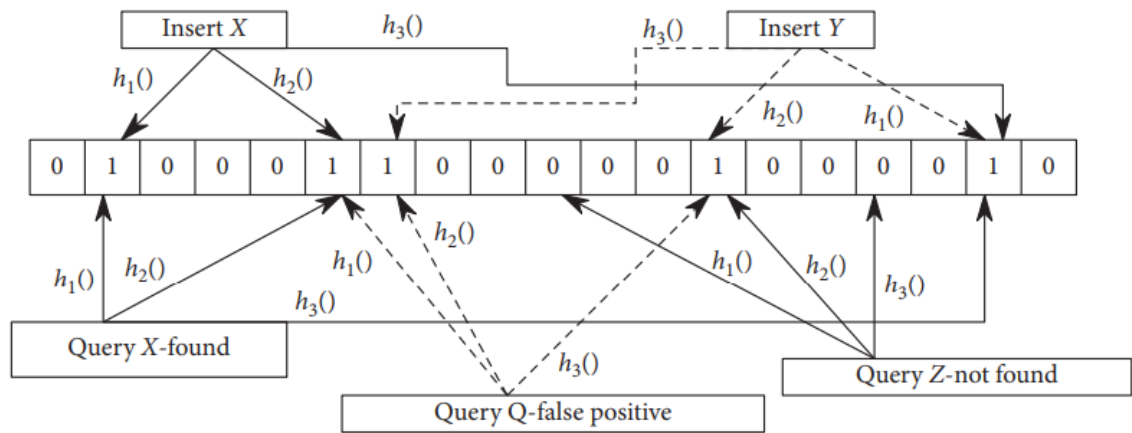 Insert X
h3()
h3()
Insert Y
h1()
h2()
h2()
h1()
0 1 0 0 0 1 1 0 0 0 0 0 1 0 0 0 0 1 0
h1()
h2()
h1()
h2()
h1()
h2()
h3()
h3()
Query X-found
h3()
Query Z-not found
Query Q-false positive